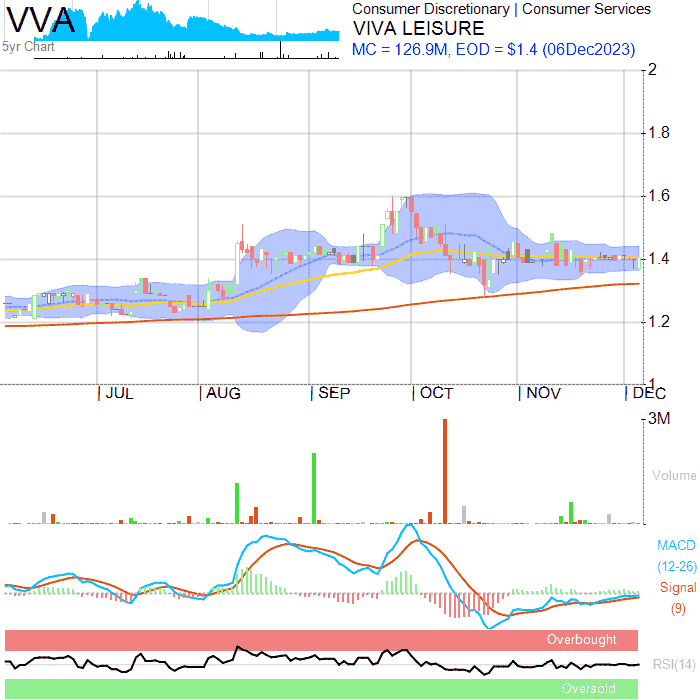 VVA
5yr Chart
Consumer Discretionary | Consumer Services
VIVA LEISURE
MC = 126.9M, EOD = $1.4 (06Dec2023)
2
1.8
1.6
1.4
1.2
1
JUL
AUG
SEP
OCT
NOV
DEC
3M
Volume
MACD
(12-26)
Signal
(9)
Overbought
RSI(14)
Oversold